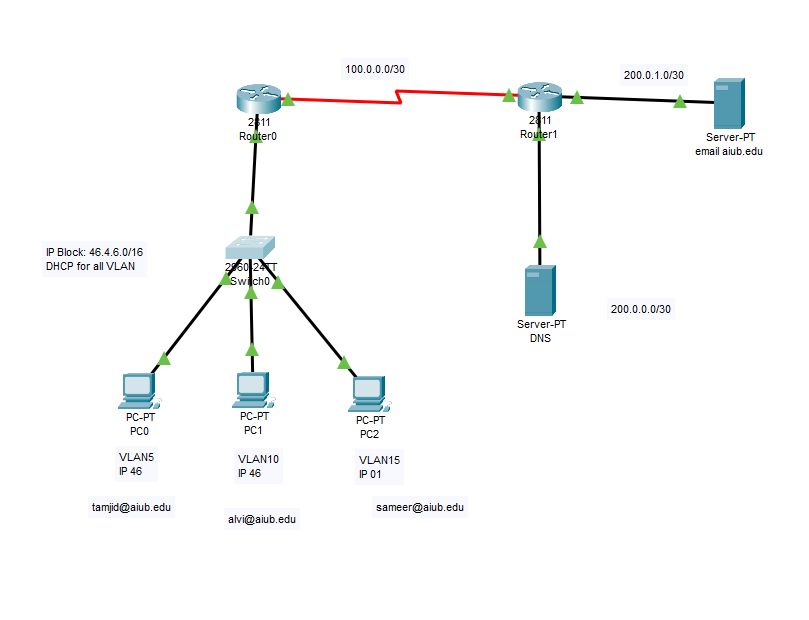 100.0.0.0/30
200.0.1.0/30
2811
Router0
2811
Router1
Server-PT
email aiub.edu
IP Block: 46.4.6.0/16
DHCP for all VLAN
2960-24TT
Switch0
200.0.0.0/30
Server-PT
DNS
PC-PT
PC0
PC-PT
PC1
PC-PT
PC2
VLAN5
IP 46
VLAN10
IP 46
VLAN15
IP 01
tamjid@aiub.edu
alvi@aiub.edu
sameer@aiub.edu